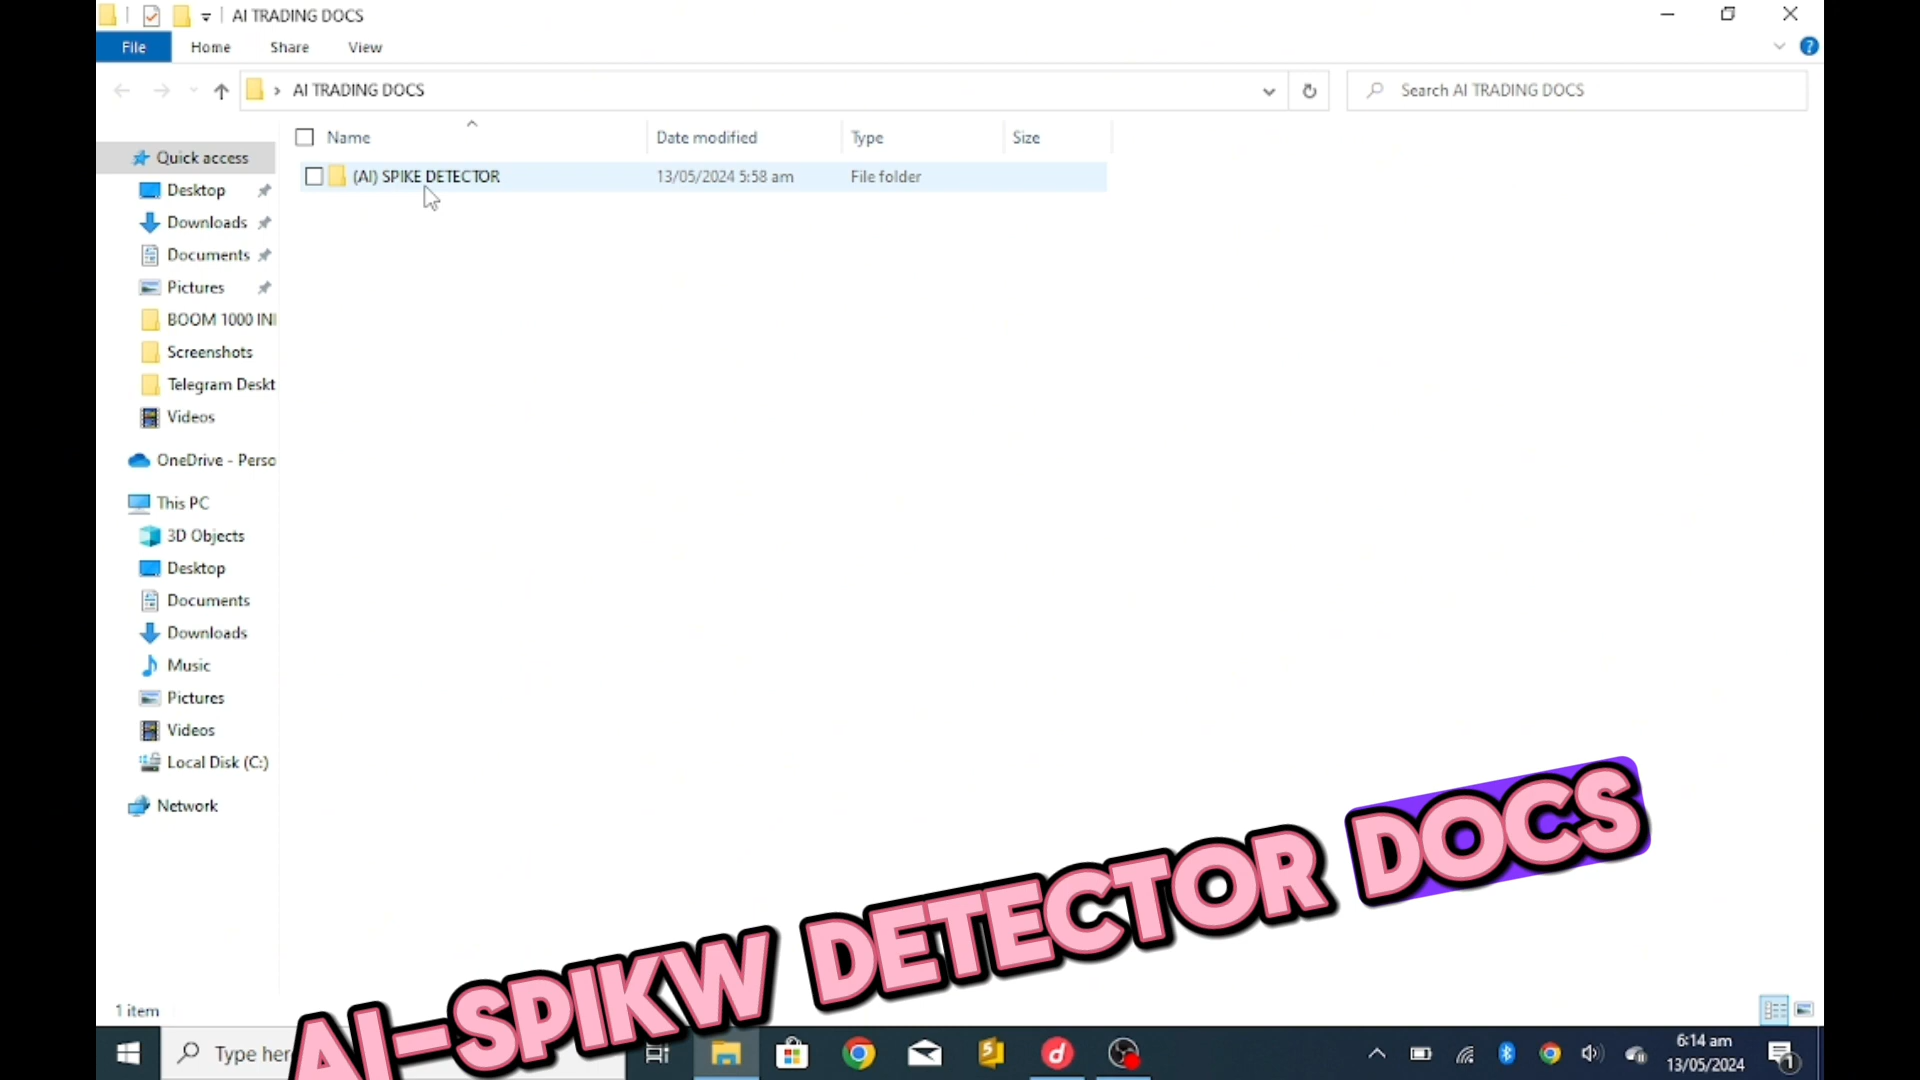 AI TRADING DOCS
File Home Share View
AI TRADING DOCS
Search AI TRADING DOCS
Name Date modified Type Size
Quick access
(AI) SPIKE DETECTOR 13/05/2024 5:58 am File folder
Desktop
Downloads
Documents
Pictures
BOOM 1000 INI
Screenshots
Telegram Deskt
Videos
OneDrive - Perso
This PC
3D Objects
Desktop
Documents
Downloads
Music
Pictures
Videos
Local Disk (C:)
Network
AI-SPIKW DETECTOR DOCS
1 item
Type her
6:14 am
13/05/2024
1